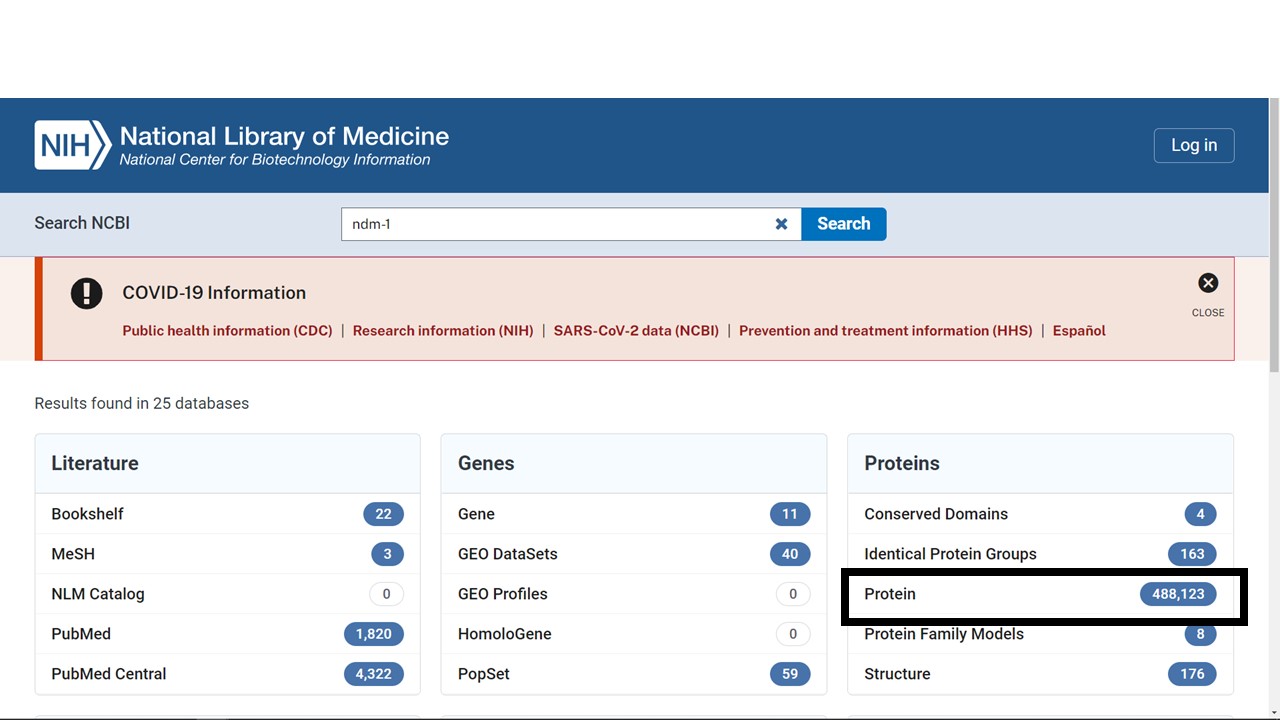 NIH National Library of Medicine
National Center for Biotechnology Information
Log in
Search NCBI
ndm-1
Search
COVID-19 Information
CLOSE
Public health information (CDC) | Research information (NIH) | SARS-CoV-2 data (NCBI) | Prevention and treatment information (HHS) | Español
Results found in 25 databases
Literature
Bookshelf 22
MeSH 3
NLM Catalog 0
PubMed 1,820
PubMed Central 4,322
Genes
Gene 11
GEO DataSets 40
GEO Profiles 0
HomoloGene 0
PopSet 59
Proteins
Conserved Domains 4
Identical Protein Groups 163
Protein 488,123
Protein Family Models 8
Structure 176